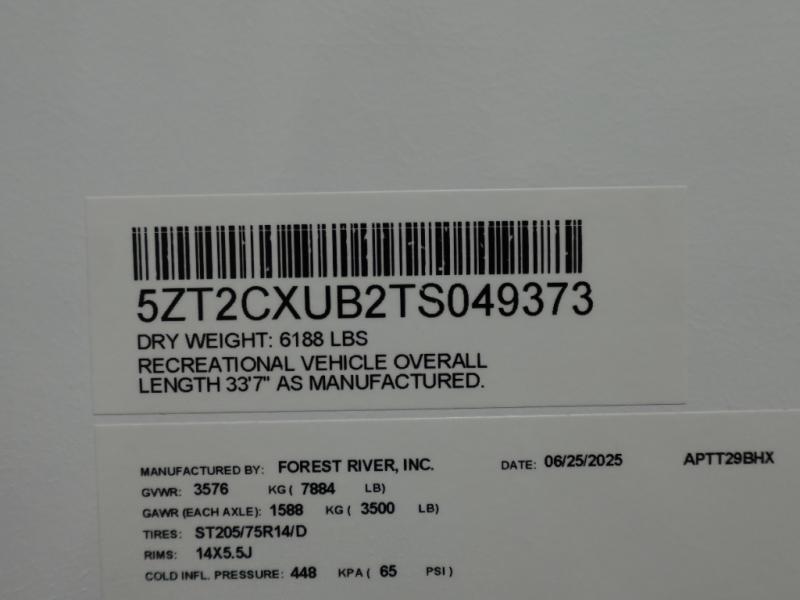 5ZT2CXUB2TS049373
DRY WEIGHT: 6188 LBS
RECREATIONAL VEHICLE OVERALL
LENGTH 33'7" AS MANUFACTURED.
MANUFACTURED BY: FOREST RIVER, INC. DATE: 06/25/2025 APTT29BHX
GVWR: 3576 KG ( 7884 LB)
GAWR (EACH AXLE): 1588 KG ( 3500 LB)
TIRES: ST205/75R14/D
RIMS: 14X5.5J
COLD INFL. PRESSURE: 448 KPA ( 65 PSI )